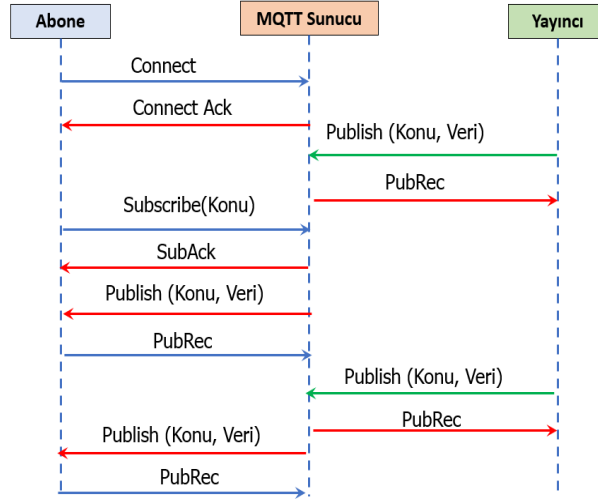 Abone
MQTT Sunucu
Yayıncı
Connect
Connect Ack
Publish (Konu, Veri)
PubRec
Subscribe(Konu)
SubAck
Publish (Konu, Veri)
PubRec
Publish (Konu, Veri)
PubRec
Publish (Konu, Veri)
PubRec